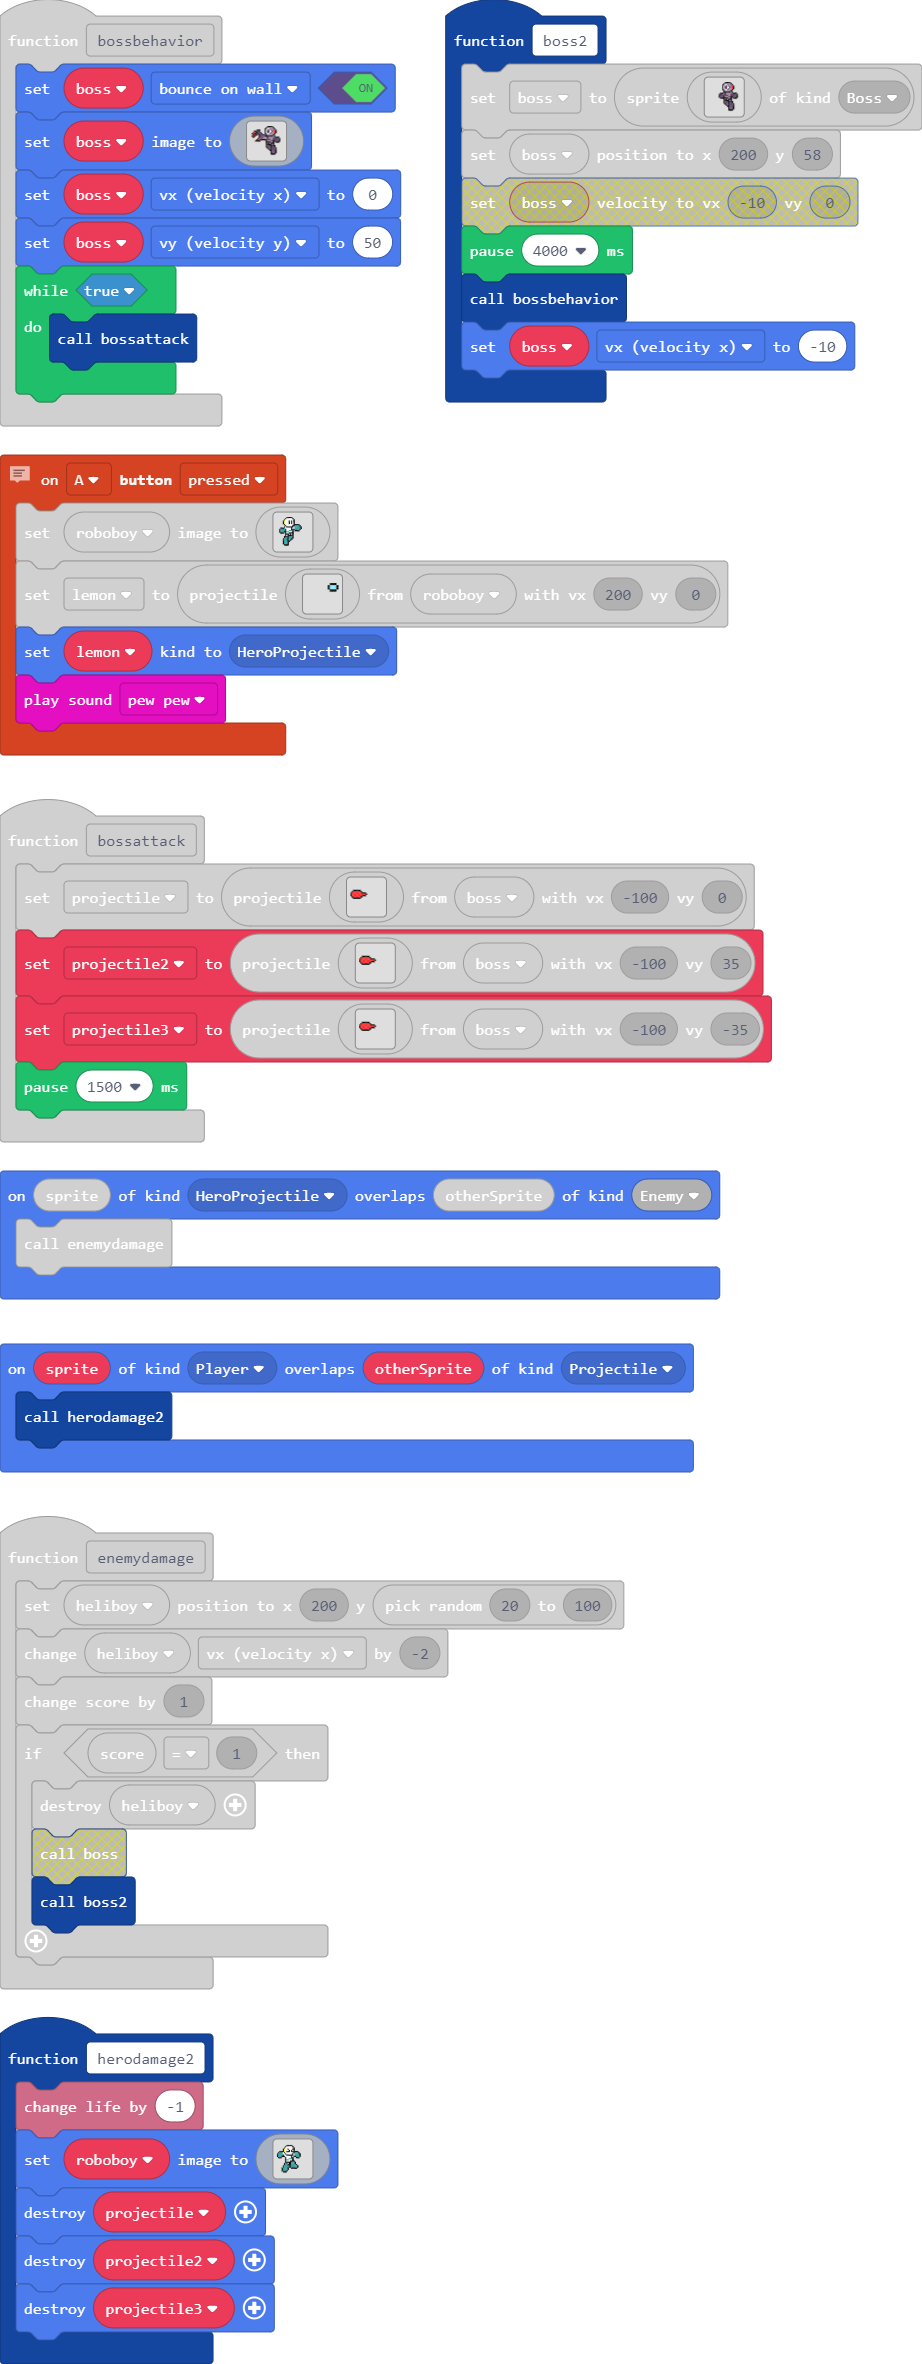 function bossbehavior
set boss bounce on wall ON
set boss image to
set boss vx (velocity x) to 0
set boss vy (velocity y) to 50
while true
do
call bossattack
function boss2
set boss to sprite of kind Boss
set boss position to x 200 y 58
set boss velocity to vx -10 vy 0
pause 4000 ms
call bossbehavior
set boss vx (velocity x) to -10
on A button pressed
set roboboy image to
set lemon to projectile from roboboy with vx 200 vy 0
set lemon kind to HeroProjectile
play sound pew pew
function bossattack
set projectile to projectile from boss with vx -100 vy 0
set projectile2 to projectile from boss with vx -100 vy 35
set projectile3 to projectile from boss with vx -100 vy -35
pause 1500 ms
on sprite of kind HeroProjectile overlaps otherSprite of kind Enemy
call enemydamage
on sprite of kind Player overlaps otherSprite of kind Projectile
call herodamage2
function enemydamage
set heliboy position to x 200 y pick random 20 to 100
change heliboy vx (velocity x) by -2
change score by 1
if score = 1 then
destroy heliboy
call boss
call boss2
function herodamage2
change life by -1
set roboboy image to
destroy projectile
destroy projectile2
destroy projectile3